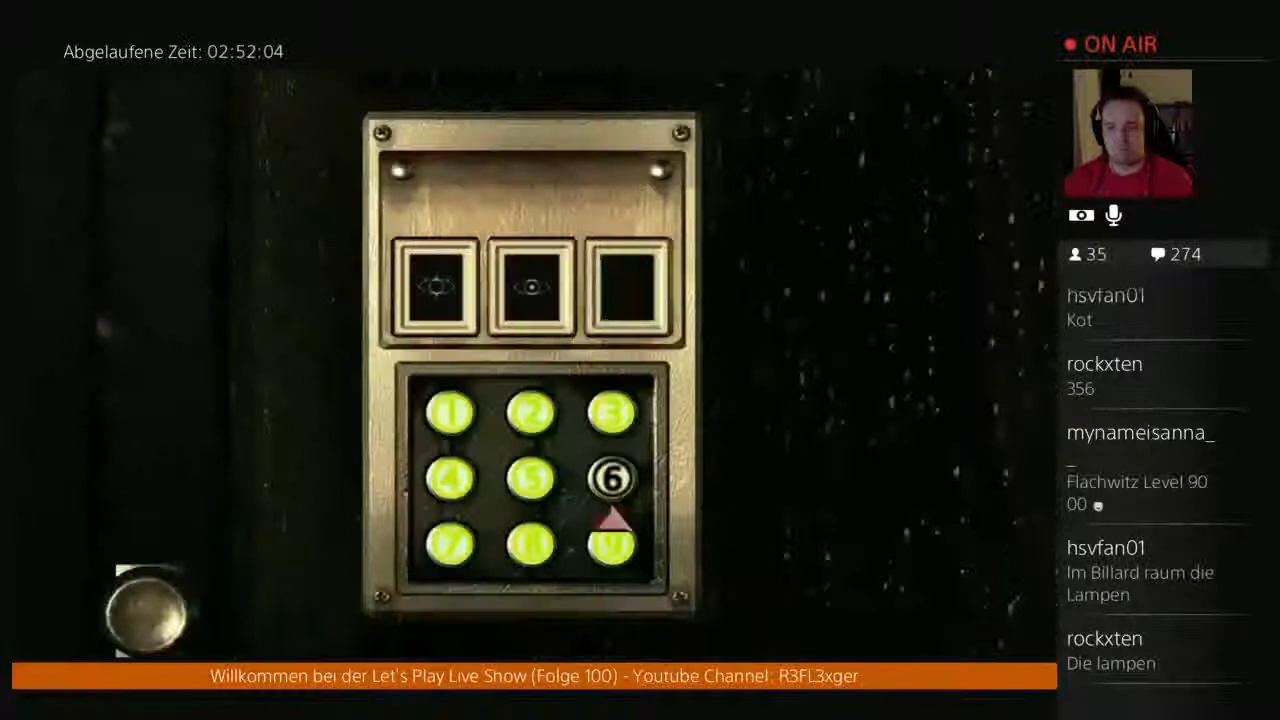 Abgelaufene Zeit: 02:52:04
ON AIR
35 274
hsvfan01
Kot
rockxten
356
mynameisanna_
_
Flachwitz Level 90
00
hsvfan01
Im Billard raum die
Lampen
rockxten
Die lampen
1 2 3
4 5 6
7 8 9
Willkommen bei der Let's Play Live Show (Folge 100) - Youtube Channel: R3FL3xger